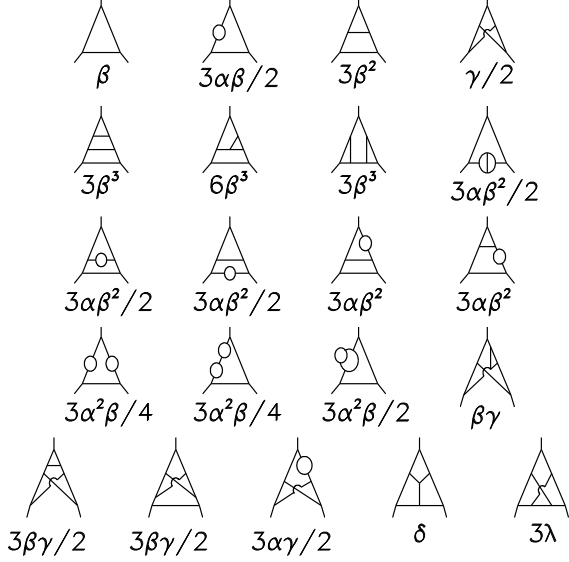 β 3αβ/2 3β² γ/2
3β³ 6β³ 3β³ 3αβ²/2
3αβ²/2 3αβ²/2 3αβ² 3αβ²
3α²β/4 3α²β/4 3α²β/2 βγ
3βγ/2 3βγ/2 3αγ/2 δ 3λ